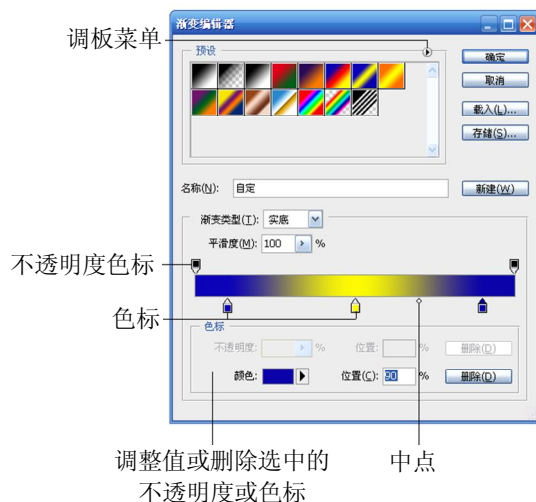 渐变编辑器
调板菜单
预设
确定
取消
载入(L)...
存储(S)...
名称(N): 自定
新建(W)
渐变类型(T): 实底
平滑度(M): 100 %
不透明度色标
色标
色标
不透明度: % 位置: % 删除(D)
颜色: 位置(C): 90 % 删除(D)
调整值或删除选中的
不透明度或色标
中点